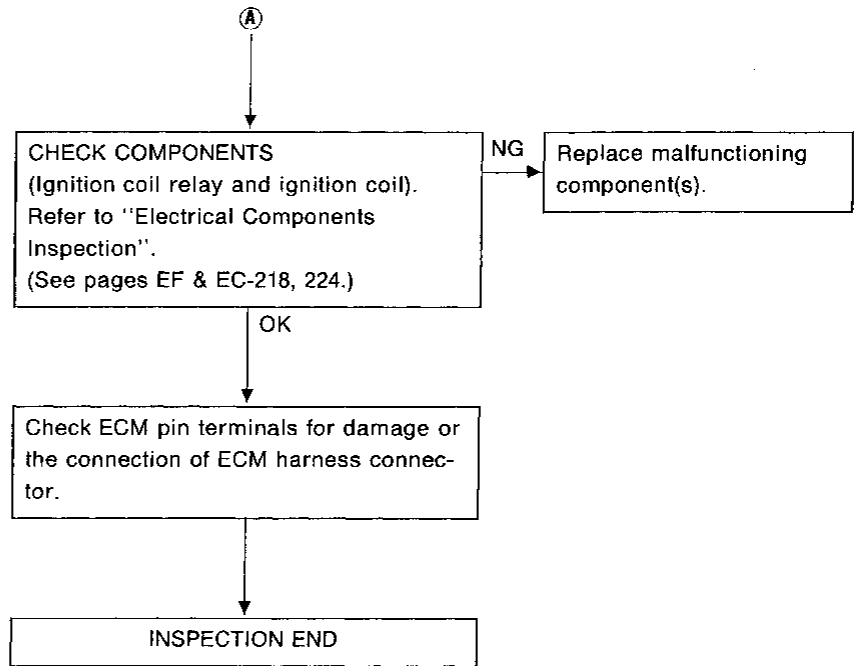 Ⓐ
CHECK COMPONENTS
(Ignition coil relay and ignition coil).
Refer to "Electrical Components
Inspection".
(See pages EF & EC-218, 224.)
NG
Replace malfunctioning
component(s).
OK
Check ECM pin terminals for damage or
the connection of ECM harness connec-
tor.
INSPECTION END